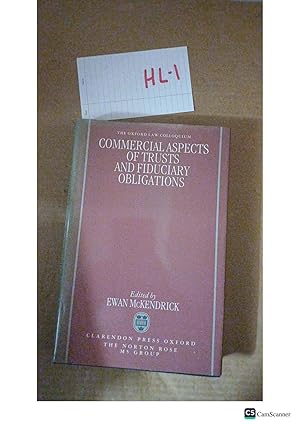 HL-1
THE OXFORD LAW COLLOQUIUM
COMMERCIAL ASPECTS
OF TRUSTS
AND FIDUCIARY
OBLIGATIONS
Edited by
EWAN McKENDRICK
CLARENDON PRESS OXFORD
THE NORTON ROSE
M5 GROUP
CS CamScanner